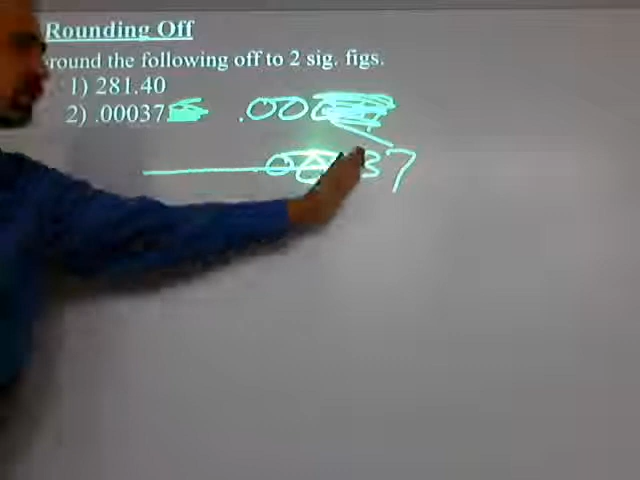 Rounding Off
round the following off to 2 sig. figs.
1) 281.40
2) .00037 .000
37